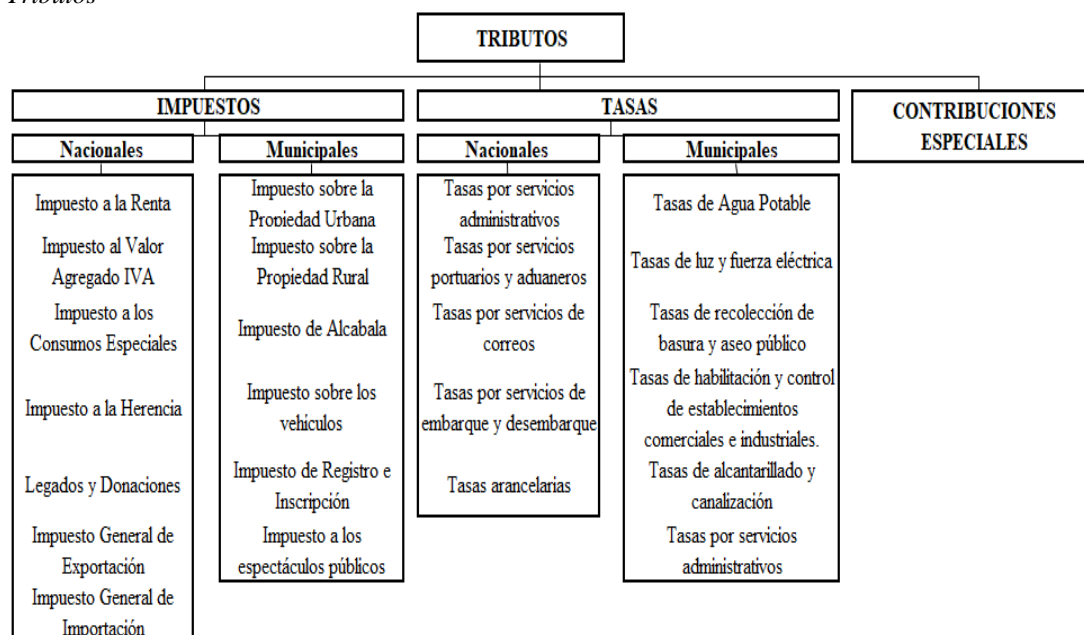 Tributos
TRIBUTOS
IMPUESTOS
Nacionales
Impuesto a la Renta
Impuesto al Valor
Agregado IVA
Impuesto a los
Consumos Especiales
Impuesto a la Herencia
Legados y Donaciones
Impuesto General de
Exportación
Impuesto General de
Importación
Municipales
Impuesto sobre la
Propiedad Urbana
Impuesto sobre la
Propiedad Rural
Impuesto de Alcabala
Impuesto sobre los
vehículos
Impuesto de Registro e
Inscripción
Impuesto a los
espectáculos públicos
TASAS
Nacionales
Tasas por servicios
administrativos
Tasas por servicios
portuarios y aduaneros
Tasas por servicios de
correos
Tasas por servicios de
embarque y desembarque
Tasas arancelarias
Municipales
Tasas de Agua Potable
Tasas de luz y fuerza eléctrica
Tasas de recolección de
basura y aseo público
Tasas de habilitación y control
de establecimientos
comerciales e industriales.
Tasas de alcantarillado y
canalización
Tasas por servicios
administrativos
CONTRIBUCIONES
ESPECIALES